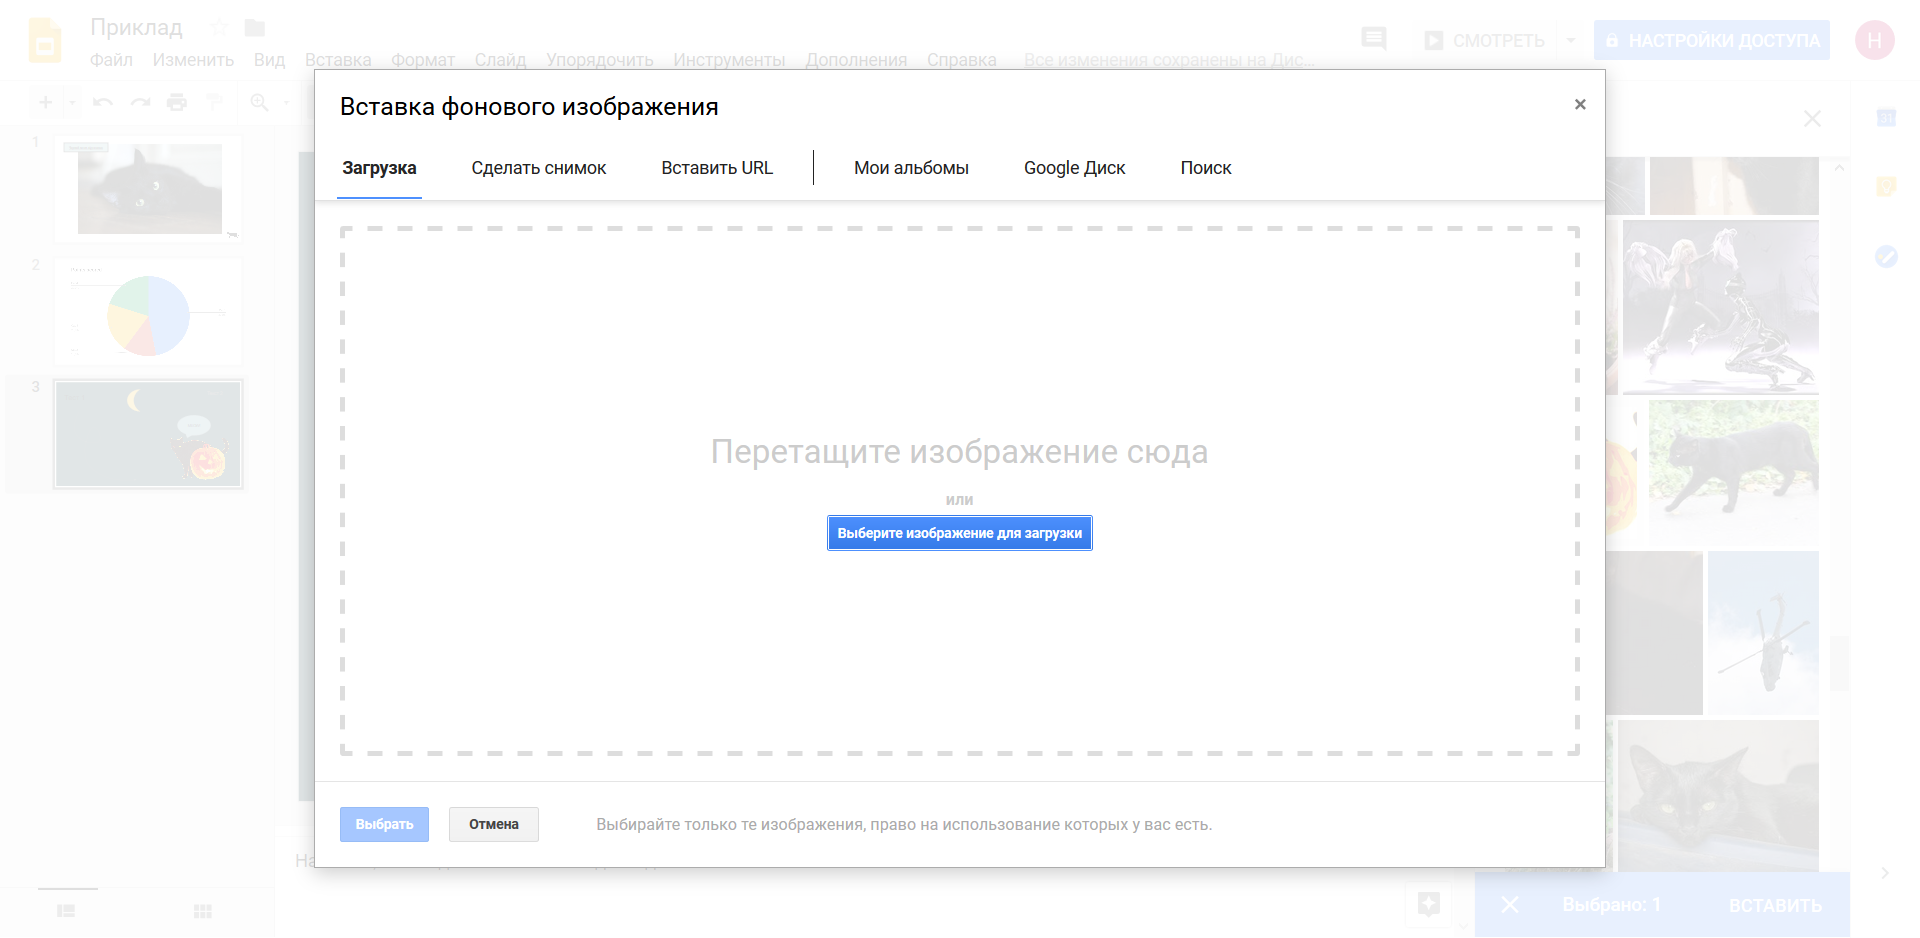 Приклад
СМОТРЕТЬ
НАСТРОЙКИ ДОСТУПА
Н
Файл Изменить Вид Вставка Формат Слайд Упорядочить Инструменты Дополнения Справка Все изменения сохранены на Дис...
Вставка фонового изображения
Загрузка Сделать снимок Вставить URL Мои альбомы Google Диск Поиск
1
2
3
31
Перетащите изображение сюда
или
Выберите изображение для загрузки
Выбрать Отмена Выбирайте только те изображения, право на использование которых у вас есть.
На
Выбрано: 1 ВСТАВИТЬ